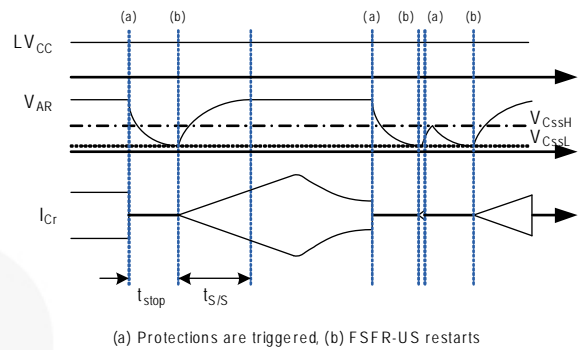 (a) (b) (a) (b) (a) (b)
LVCC
VAR
VCssH
VCssL
ICr
tstop tS/S
(a) Protections are triggered, (b) FSFR-US restarts